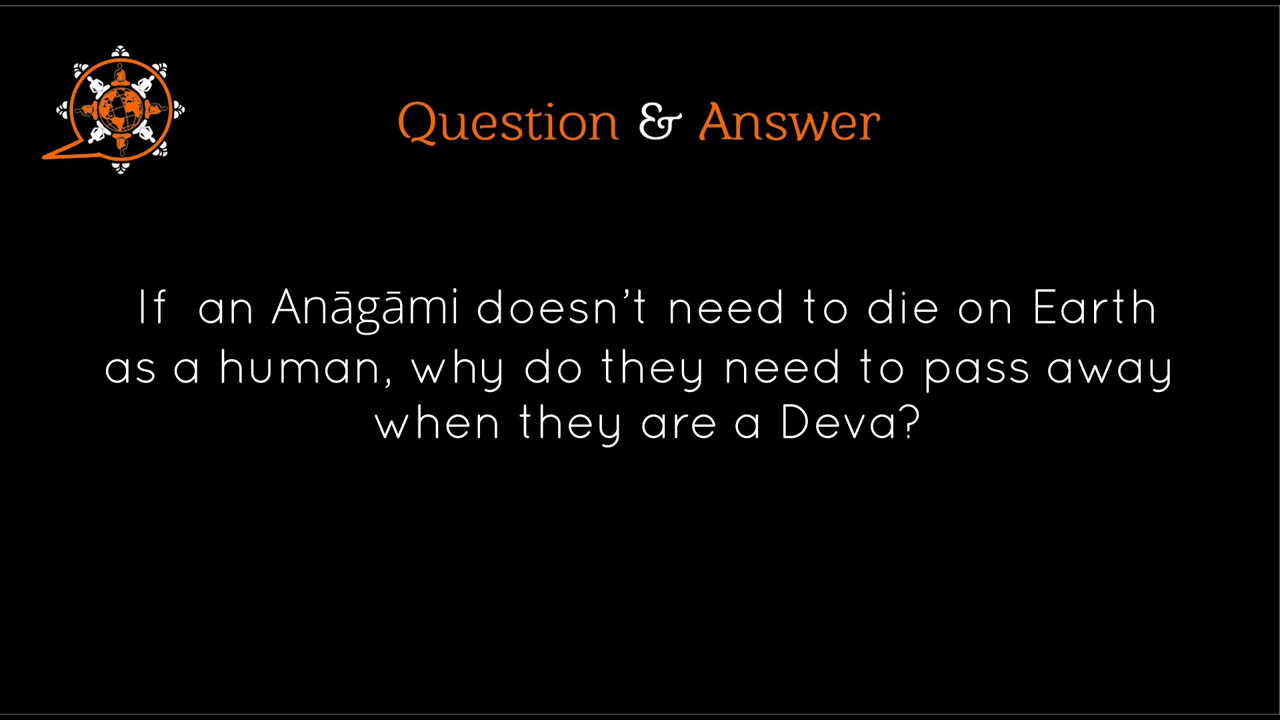 Question & Answer
If an Anāgāmi doesn’t need to die on Earth
as a human, why do they need to pass away
when they are a Deva?